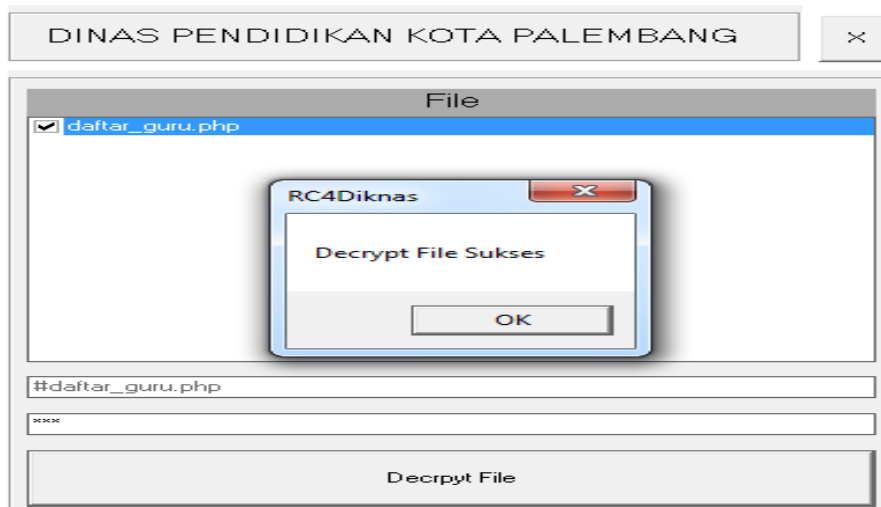 DINAS PENDIDIKAN KOTA PALEMBANG
×
File
daftar_guru.php
RC4Diknas
Decrypt File Sukses
OK
#daftar_guru.php
***
Decrpyt File